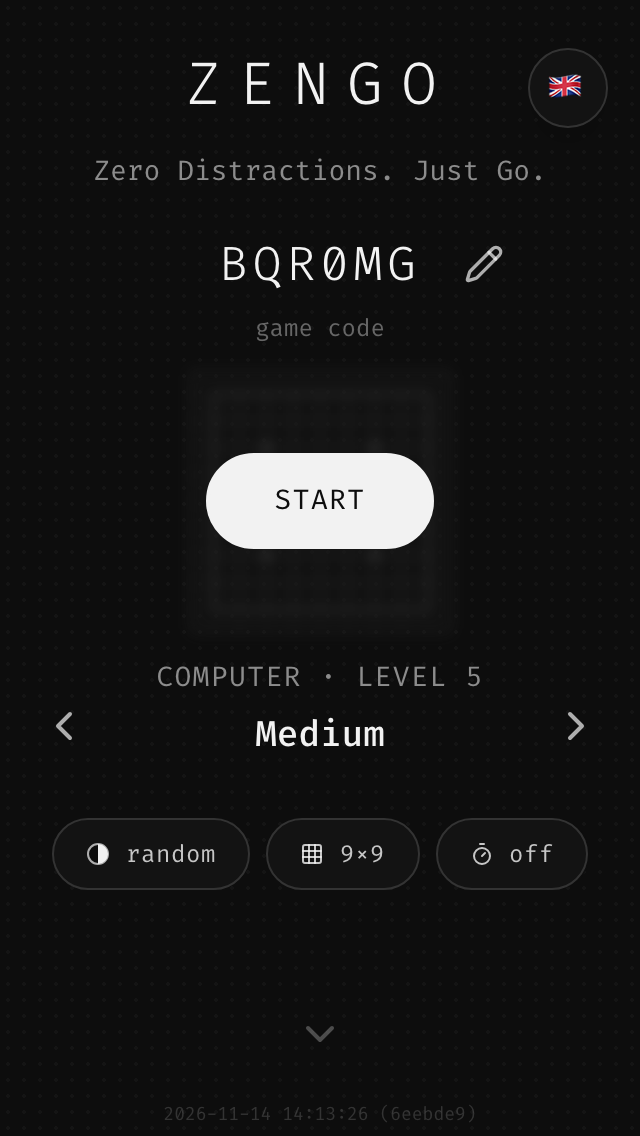 ZENGO
Zero Distractions. Just Go.
BQR0MG
game code
START
COMPUTER · LEVEL 5
Medium
random
9×9
off
2026-11-14 14:13:26 (6eebde9)